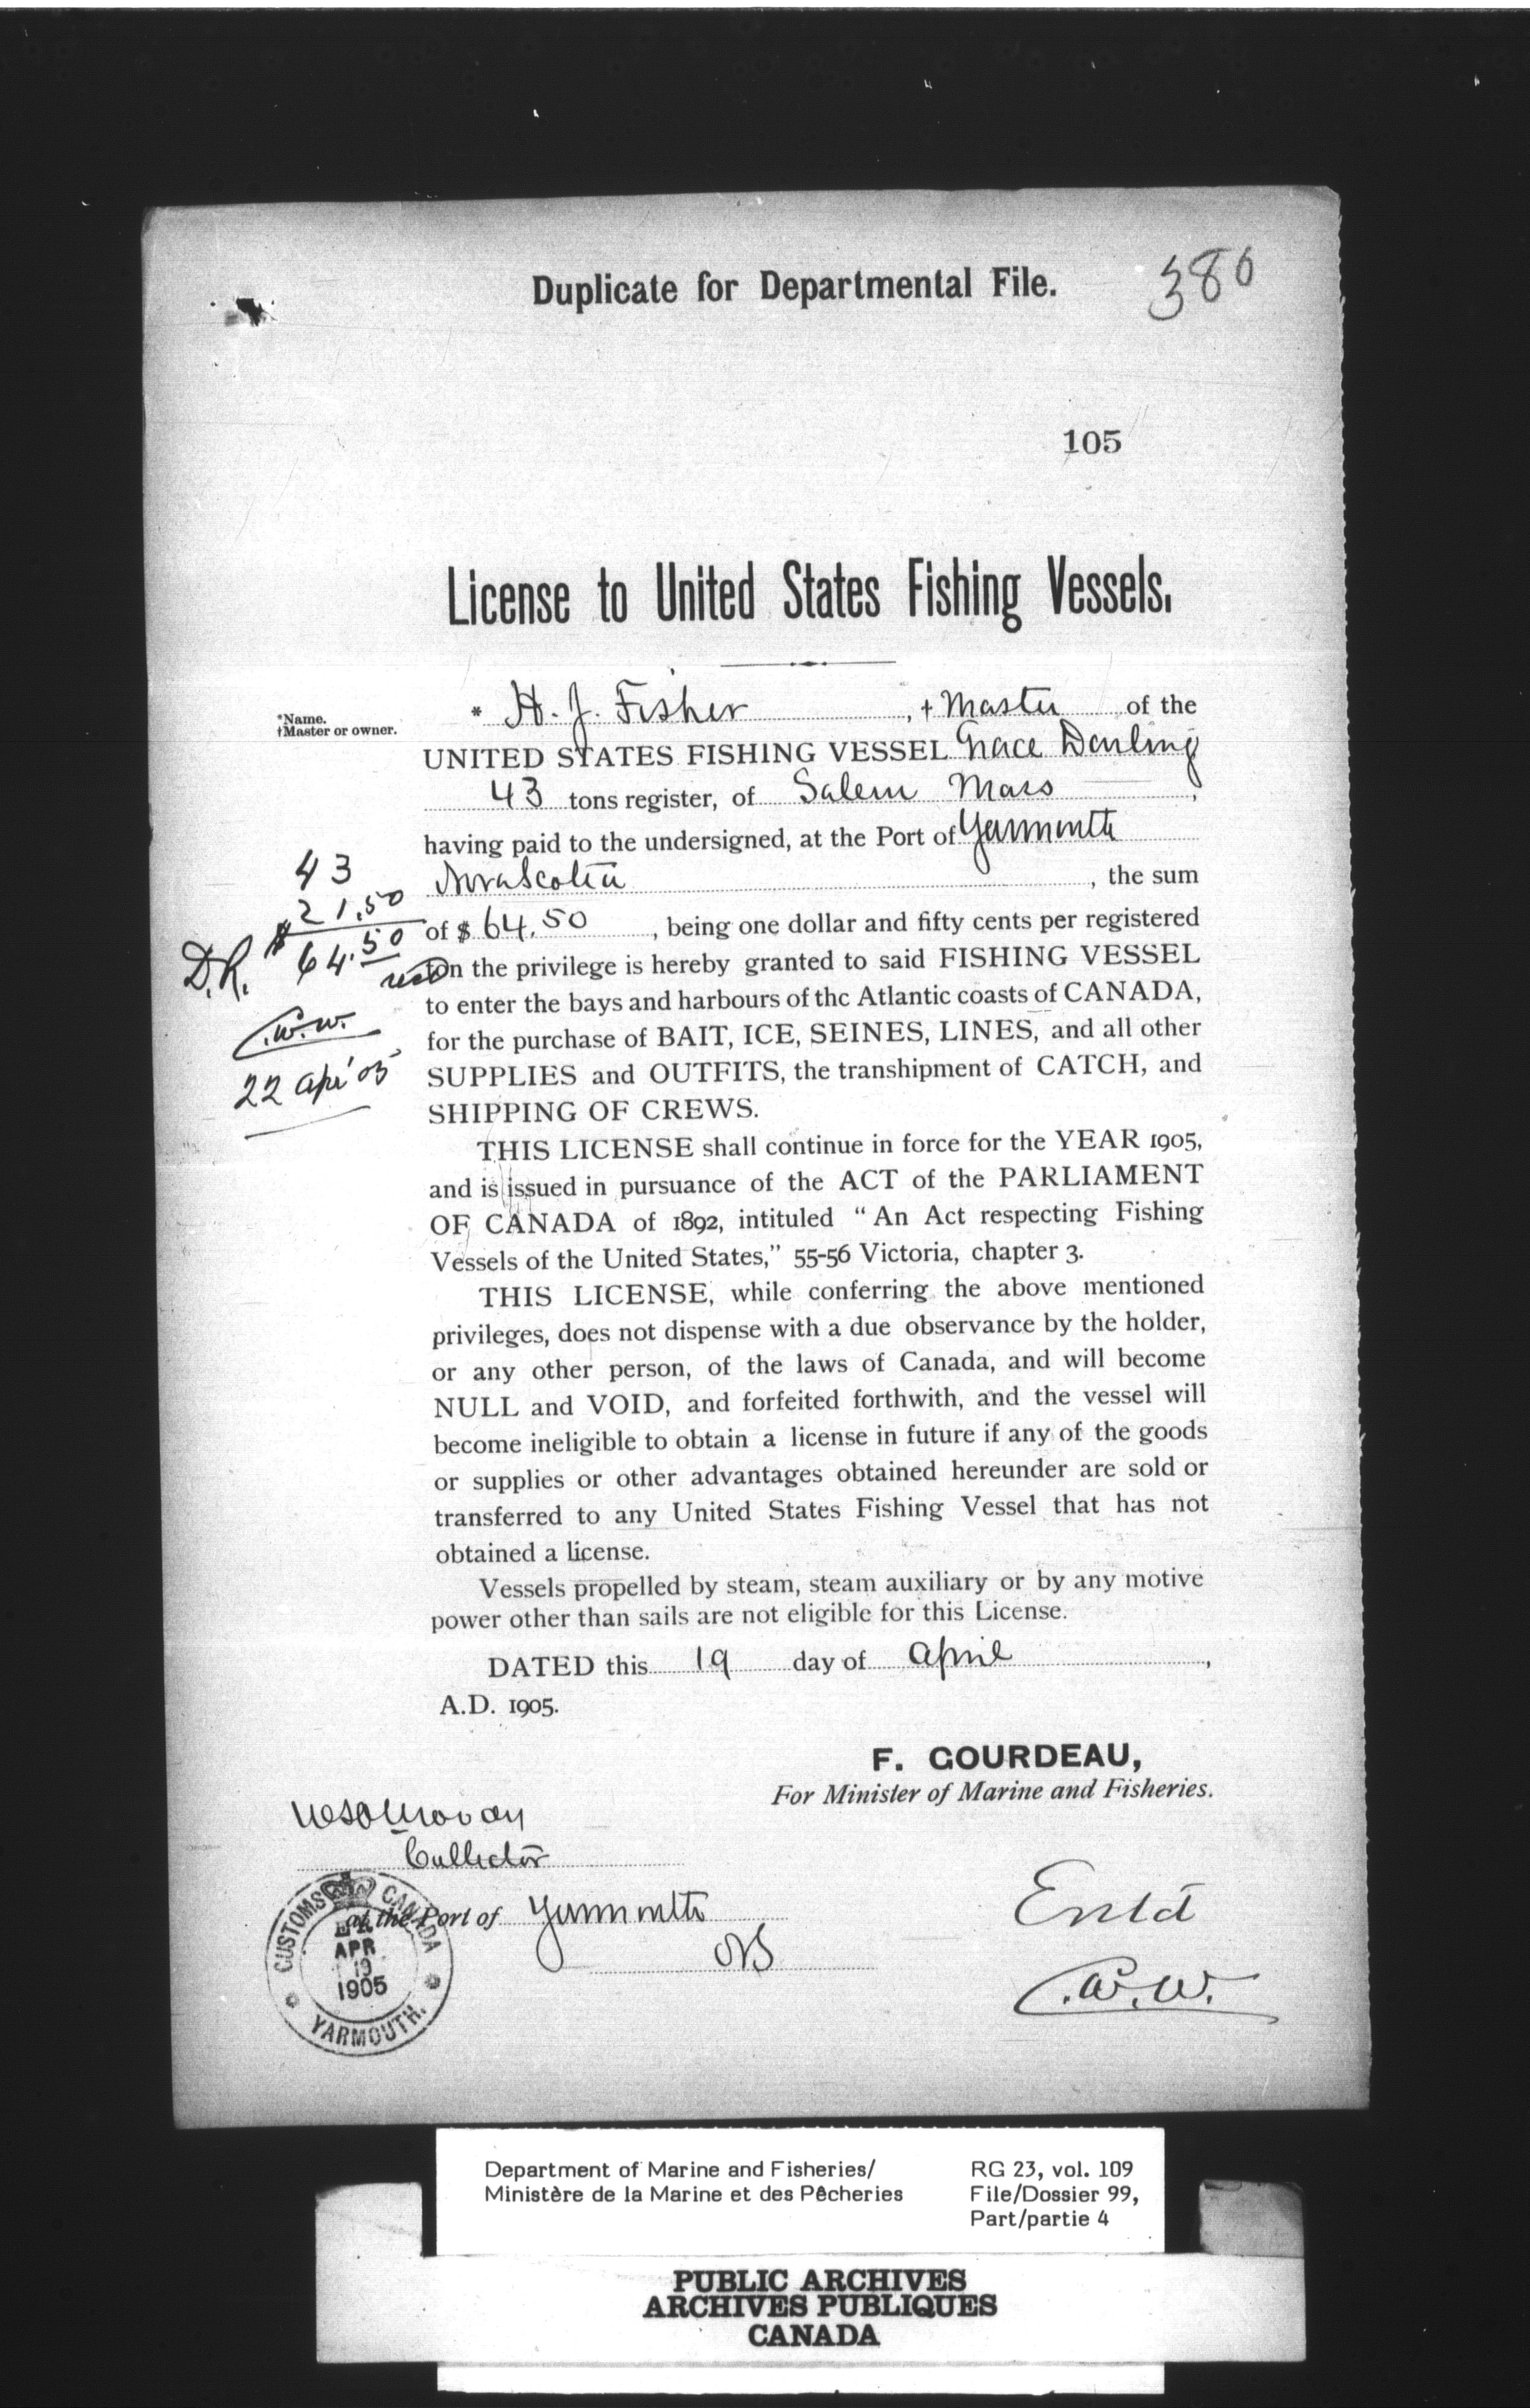 Duplicate for Departmental File.
380
105
License to United States Fishing Vessels.
*Name.
†Master or owner.
* H. J. Fisher, † Master of the
UNITED STATES FISHING VESSEL Grace Darling
43 tons register, of Salem Mass,
having paid to the undersigned, at the Port of Yarmouth
Nova Scotia, the sum
of $ 64.50, being one dollar and fifty cents per registered
ton the privilege is hereby granted to said FISHING VESSEL
to enter the bays and harbours of the Atlantic coasts of CANADA,
for the purchase of BAIT, ICE, SEINES, LINES, and all other
SUPPLIES and OUTFITS, the transhipment of CATCH, and
SHIPPING OF CREWS.
43
21.50
D.R. $ 64.50
C.W.
22 Apr '05
THIS LICENSE shall continue in force for the YEAR 1905,
and is issued in pursuance of the ACT of the PARLIAMENT
OF CANADA of 1892, intituled "An Act respecting Fishing
Vessels of the United States," 55-56 Victoria, chapter 3.
THIS LICENSE, while conferring the above mentioned
privileges, does not dispense with a due observance by the holder,
or any other person, of the laws of Canada, and will become
NULL and VOID, and forfeited forthwith, and the vessel will
become ineligible to obtain a license in future if any of the goods
or supplies or other advantages obtained hereunder are sold or
transferred to any United States Fishing Vessel that has not
obtained a license.
Vessels propelled by steam, steam auxiliary or by any motive
power other than sails are not eligible for this License.
DATED this 19 day of April,
A.D. 1905.
F. GOURDEAU,
For Minister of Marine and Fisheries.
Collector
at the Port of Yarmouth
NS
CUSTOMS CANADA
APR
19
1905
YARMOUTH.
Entd
C.W.
Department of Marine and Fisheries/
Ministère de la Marine et des Pêcheries
RG 23, vol. 109
File/Dossier 99,
Part/partie 4
PUBLIC ARCHIVES
ARCHIVES PUBLIQUES
CANADA